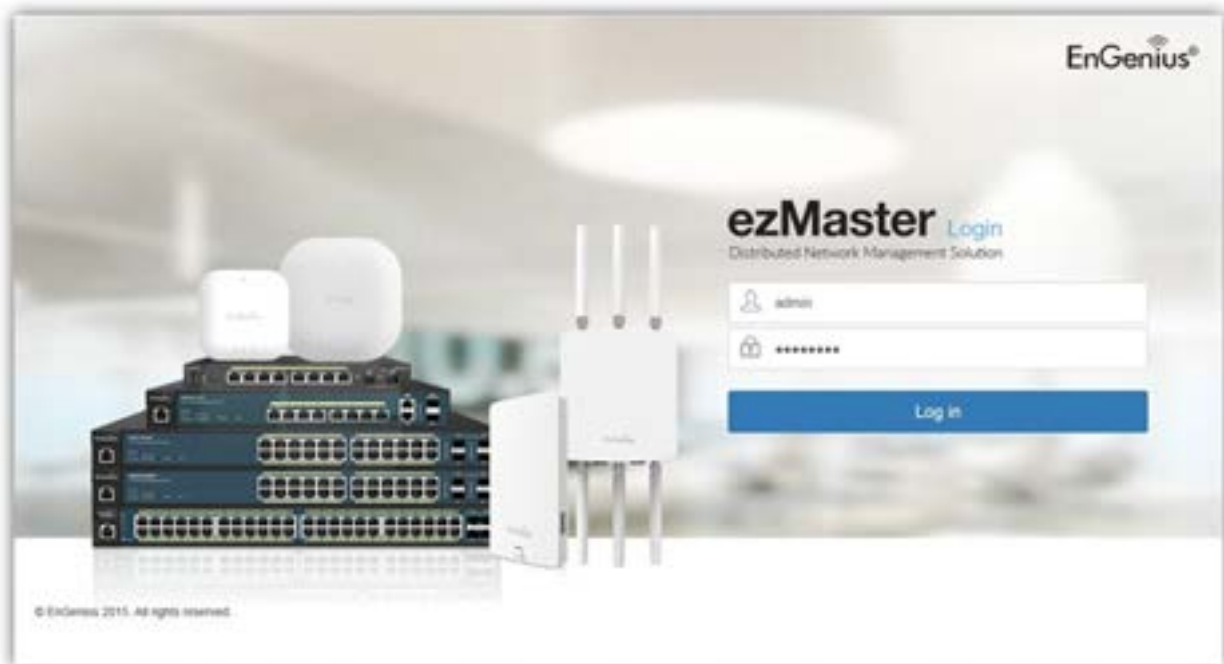 EnGenius®
ezMaster Login
Distributed Network Management Solution
admin
••••••••
Log in
© EnGenius 2015. All rights reserved.